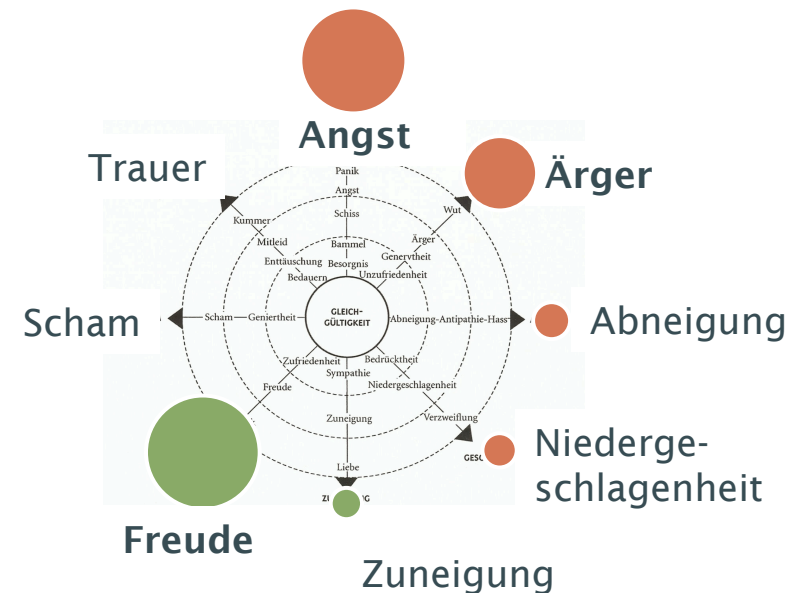 Angst
Trauer
Ärger
Panik
Angst
Schiss
Wut
Kummer
Mitleid
Ärger
Bammel
Enttäuschung
Besorgnis
Genervtheit
Bedauern
Unzufriedenheit
Scham
Scham
Geniertheit
GLEICH-
GÜLTIGKEIT
Abneigung-Antipathie-Hass
Abneigung
Zufriedenheit
Sympathie
Bedrücktheit
Freude
Niedergeschlagenheit
Zuneigung
Verzweiflung
Niederge-
schlagenheit
Liebe
Freude
Zuneigung